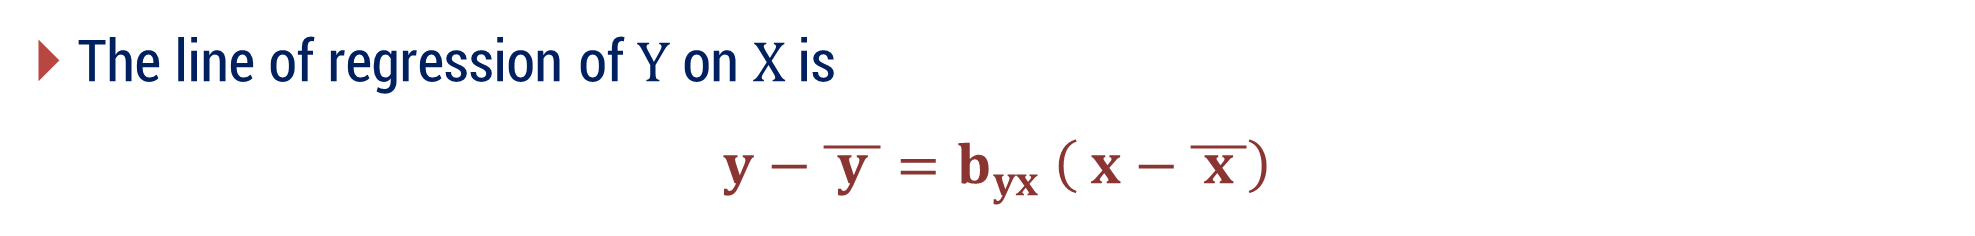 The line of regression of Y on X is
y − y̅ = b_yx ( x − x̅ )